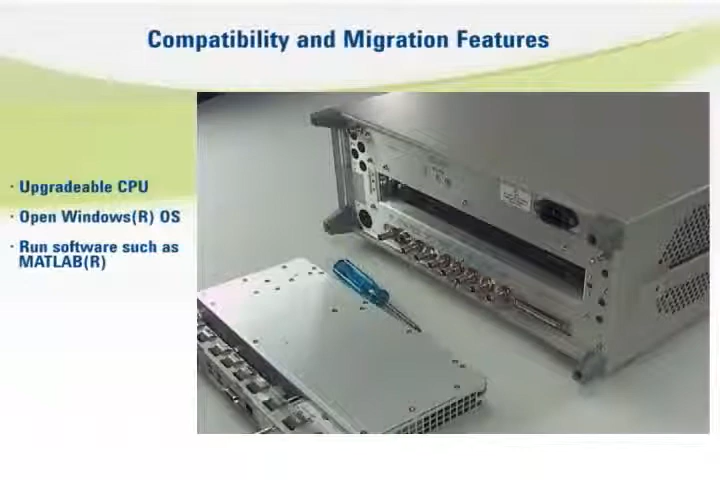 Compatibility and Migration Features
· Upgradeable CPU
· Open Windows(R) OS
· Run software such as
MATLAB(R)